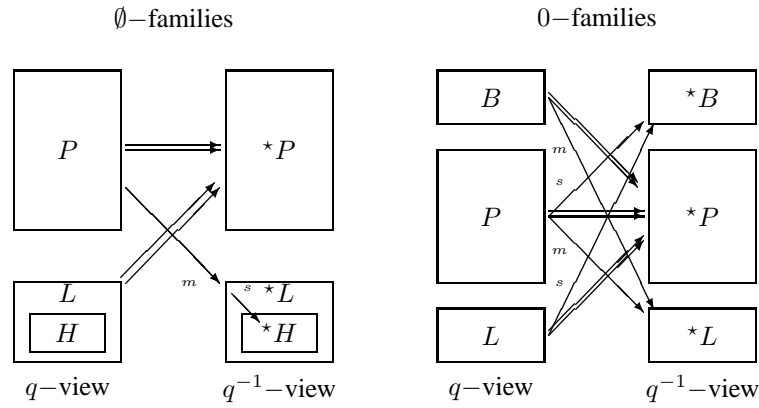 ∅−families
0−families
P
⋆P
m
L
H
s
⋆L
⋆H
q−view
q⁻¹−view
B
⋆B
m
s
P
⋆P
m
s
L
⋆L
q−view
q⁻¹−view